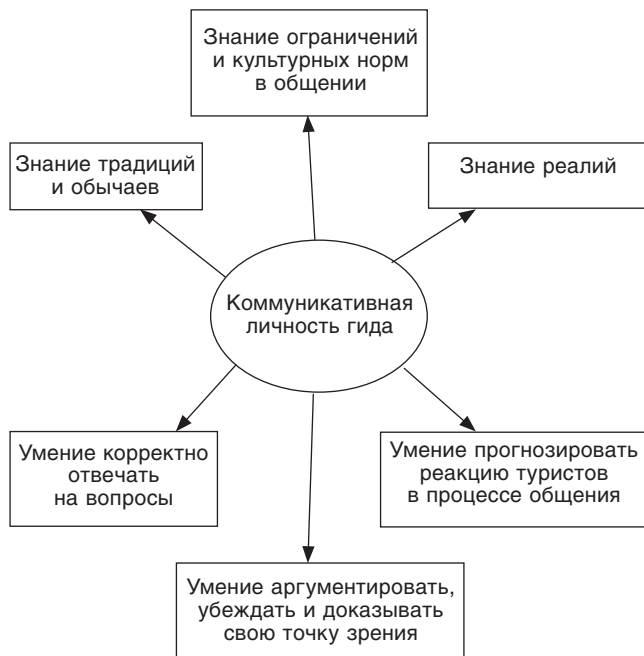 Знание ограничений
и культурных норм
в общении
Знание традиций
и обычаев
Знание реалий
Коммуникативная
личность гида
Умение корректно
отвечать
на вопросы
Умение прогнозировать
реакцию туристов
в процессе общения
Умение аргументировать,
убеждать и доказывать
свою точку зрения